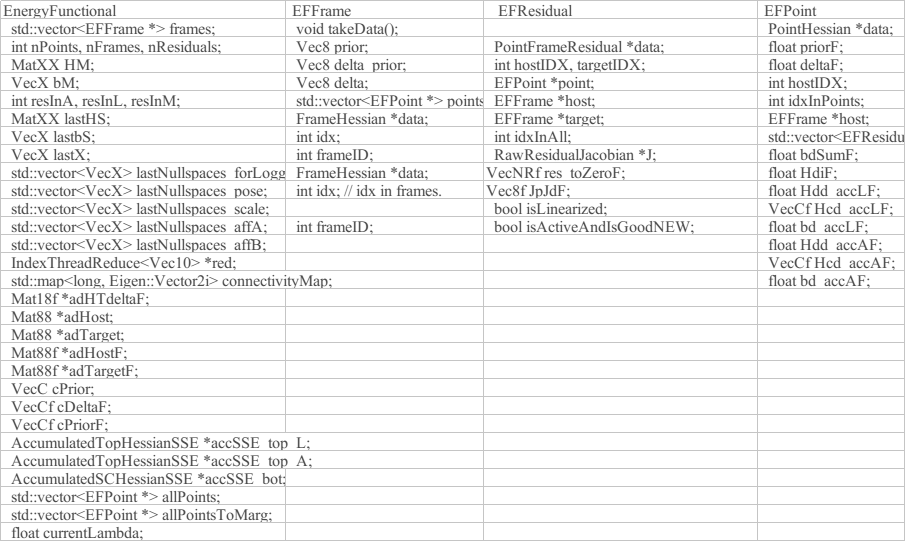 EnergyFunctional EFFrame EFResidual EFPoint
std::vector<EFFrame *> frames; void takeData(); PointHessian *data;
int nPoints, nFrames, nResiduals; Vec8 prior; PointFrameResidual *data; float priorF;
MatXX HM; Vec8 delta_prior; int hostIDX, targetIDX; float deltaF;
VecX bM; Vec8 delta; EFPoint *point; int hostIDX;
int resInA, resInL, resInM; std::vector<EFPoint *> points EFFrame *host; int idxInPoints;
MatXX lastHS; FrameHessian *data; EFFrame *target; EFFrame *host;
VecX lastbS; int idx; int idxInAll; std::vector<EFResidu
VecX lastX; int frameID; RawResidualJacobian *J; float bdSumF;
std::vector<VecX> lastNullspaces_forLogg FrameHessian *data; VecNRf res_toZeroF; float HdiF;
std::vector<VecX> lastNullspaces_pose; int idx; // idx in frames. Vec8f JpJdF; float Hdd_accLF;
std::vector<VecX> lastNullspaces_scale; bool isLinearized; VecCf Hcd_accLF;
std::vector<VecX> lastNullspaces_affA; int frameID; bool isActiveAndIsGoodNEW; float bd_accLF;
std::vector<VecX> lastNullspaces_affB; float Hdd_accAF;
IndexThreadReduce<Vec10> *red; VecCf Hcd_accAF;
std::map<long, Eigen::Vector2i> connectivityMap; float bd_accAF;
Mat18f *adHTdeltaF;
Mat88 *adHost;
Mat88 *adTarget;
Mat88f *adHostF;
Mat88f *adTargetF;
VecC cPrior;
VecCf cDeltaF;
VecCf cPriorF;
AccumulatedTopHessianSSE *accSSE_top_L;
AccumulatedTopHessianSSE *accSSE_top_A;
AccumulatedSCHessianSSE *accSSE_bot;
std::vector<EFPoint *> allPoints;
std::vector<EFPoint *> allPointsToMarg;
float currentLambda;